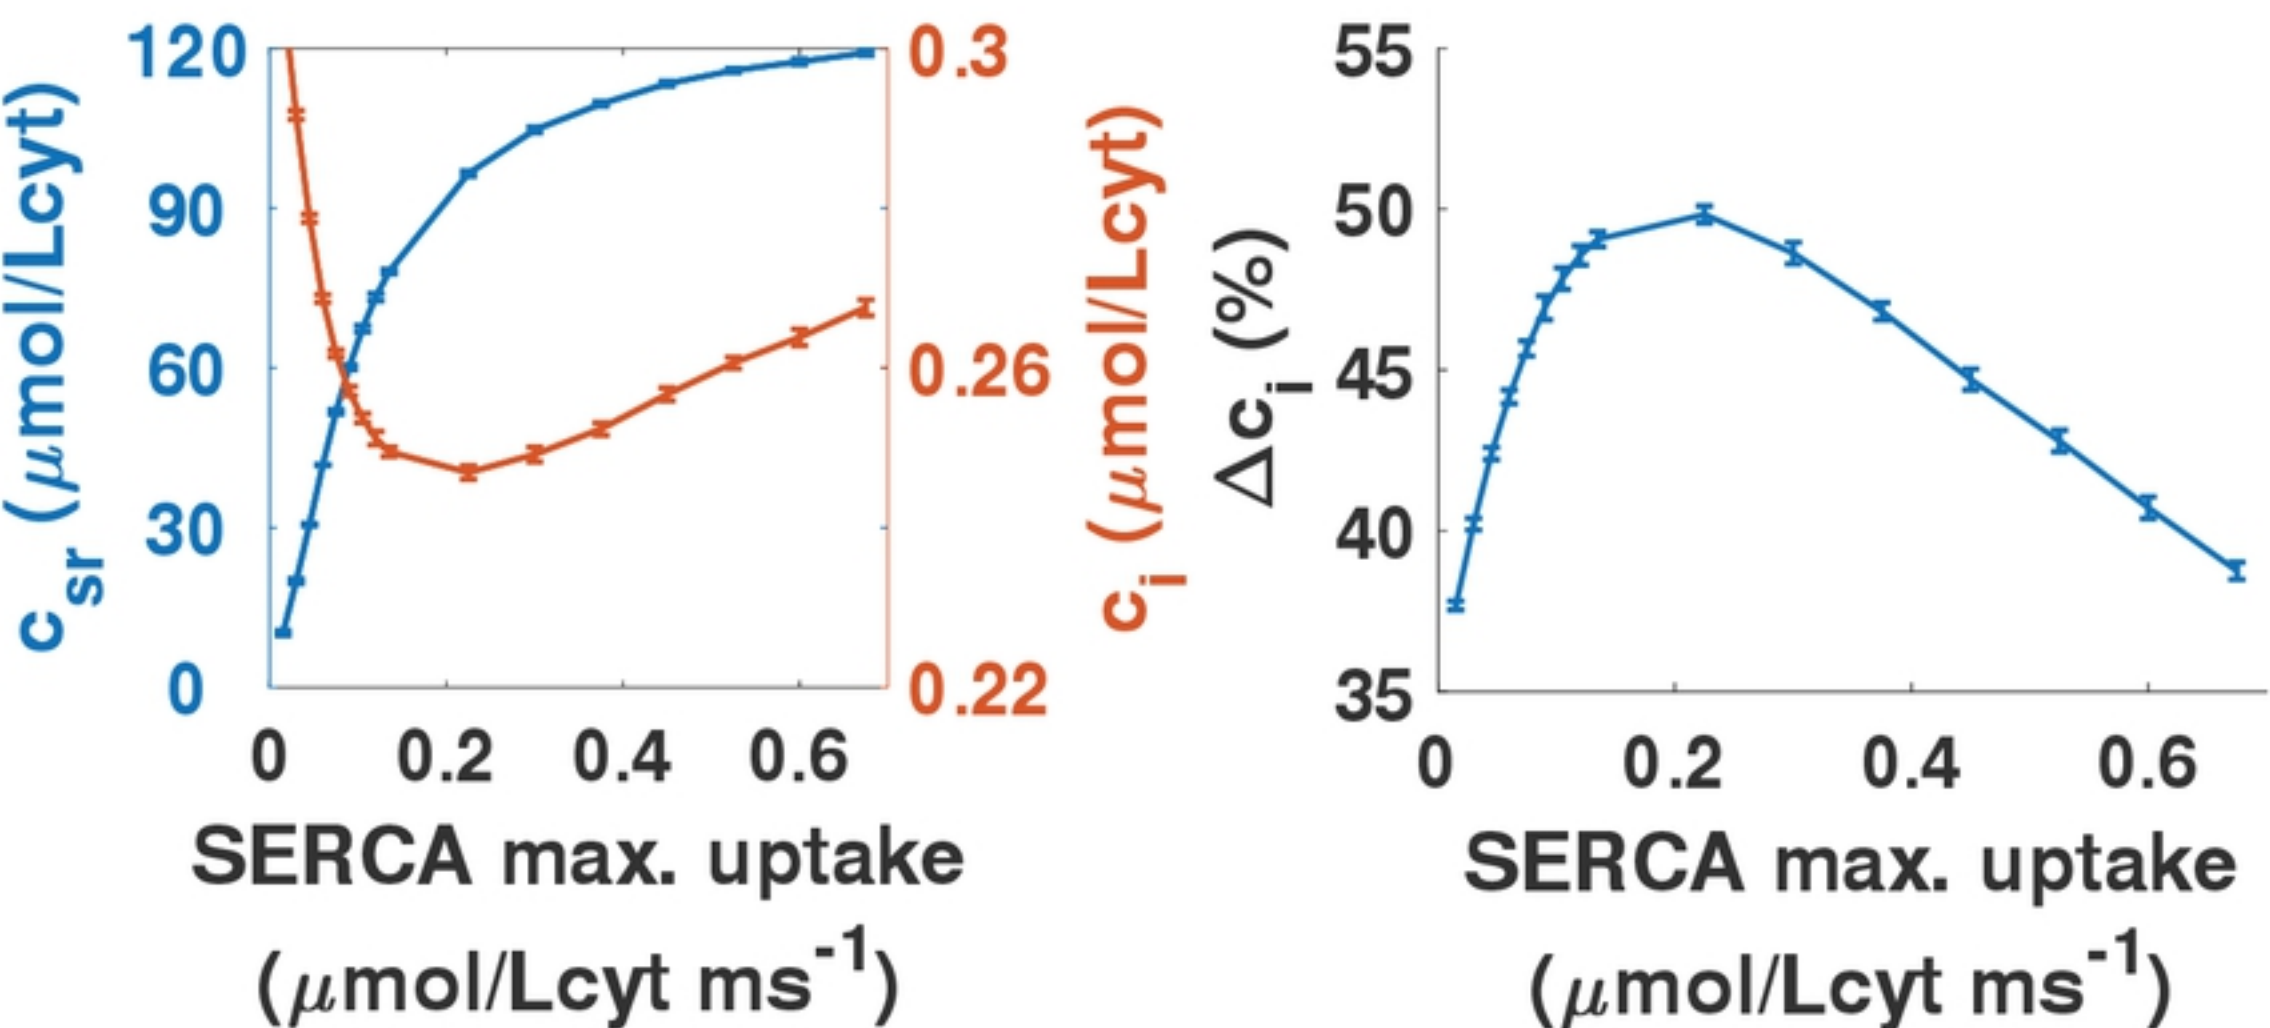 c_sr (μmol/Lcyt)
120
90
60
30
0
0.3
0.26
0.22
c_i (μmol/Lcyt)
0 0.2 0.4 0.6
SERCA max. uptake
(μmol/Lcyt ms^-1)
Δc_i (%)
55
50
45
40
35
0 0.2 0.4 0.6
SERCA max. uptake
(μmol/Lcyt ms^-1)